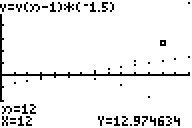 v=v(n-1)*(⁻1.5)
n=12
X=12 Y=12.974634